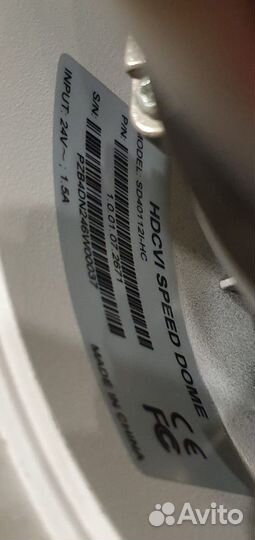 HDCVI SPEED DOME
MODEL: SD40112I-HC
P/N:
1.0.01.07.2671
S/N:
PZB4DN246W00037
INPUT: 24V~; 1.5A
CE
FC
MADE IN CHINA
Avito